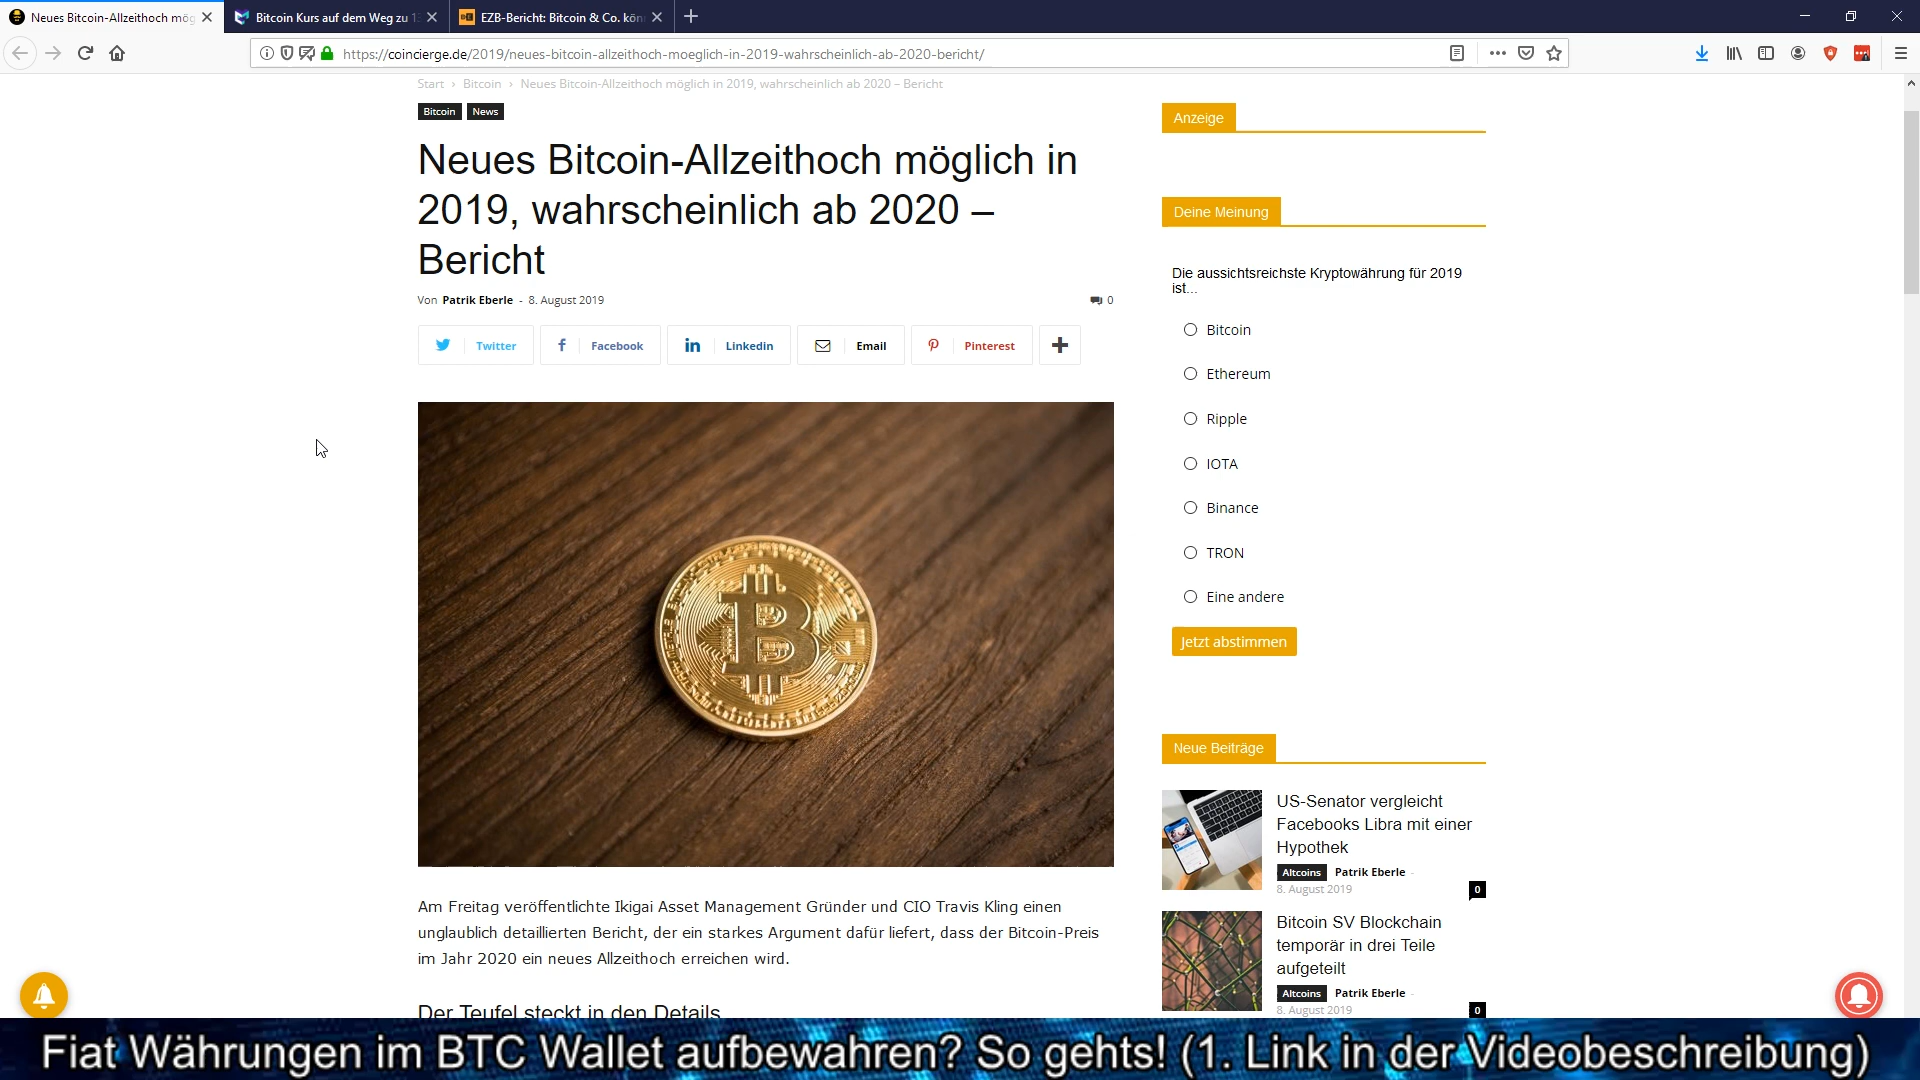 Neues Bitcoin-Allzeithoch mög
Bitcoin Kurs auf dem Weg zu
EZB-Bericht: Bitcoin & Co. kön
https://coincierge.de/2019/neues-bitcoin-allzeithoch-moeglich-in-2019-wahrscheinlich-ab-2020-bericht/
Start › Bitcoin › Neues Bitcoin-Allzeithoch möglich in 2019, wahrscheinlich ab 2020 – Bericht
Bitcoin News
Neues Bitcoin-Allzeithoch möglich in
2019, wahrscheinlich ab 2020 –
Bericht
Von Patrik Eberle - 8. August 2019
0
Twitter
Facebook
Linkedin
Email
Pinterest
Am Freitag veröffentlichte Ikigai Asset Management Gründer und CIO Travis Kling einen
unglaublich detaillierten Bericht, der ein starkes Argument dafür liefert, dass der Bitcoin-Preis
im Jahr 2020 ein neues Allzeithoch erreichen wird.
Der Teufel steckt in den Details
Anzeige
Deine Meinung
Die aussichtsreichste Kryptowährung für 2019
ist...
Bitcoin
Ethereum
Ripple
IOTA
Binance
TRON
Eine andere
Jetzt abstimmen
Neue Beiträge
US-Senator vergleicht
Facebooks Libra mit einer
Hypothek
Altcoins Patrik Eberle -
8. August 2019
0
Bitcoin SV Blockchain
temporär in drei Teile
aufgeteilt
Altcoins Patrik Eberle -
8. August 2019
0
Fiat Währungen im BTC Wallet aufbewahren? So gehts! (1. Link in der Videobeschreibung)